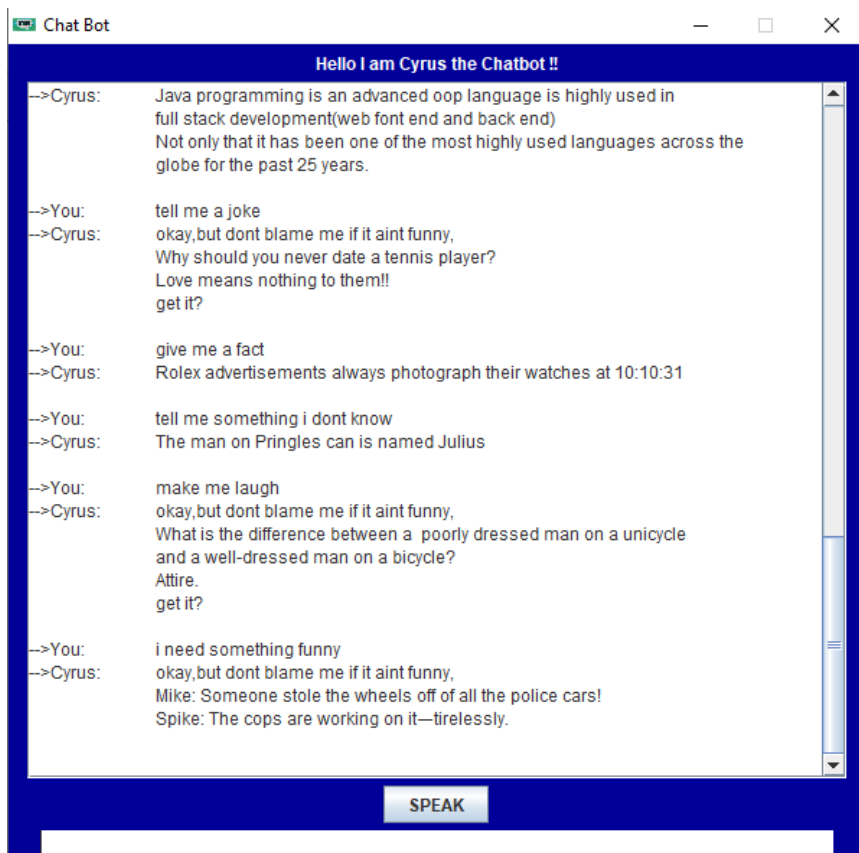 Chat Bot
Hello I am Cyrus the Chatbot !!
-->Cyrus: Java programming is an advanced oop language is highly used in
full stack development(web font end and back end)
Not only that it has been one of the most highly used languages across the
globe for the past 25 years.
-->You: tell me a joke
-->Cyrus: okay,but dont blame me if it aint funny,
Why should you never date a tennis player?
Love means nothing to them!!
get it?
-->You: give me a fact
-->Cyrus: Rolex advertisements always photograph their watches at 10:10:31
-->You: tell me something i dont know
-->Cyrus: The man on Pringles can is named Julius
-->You: make me laugh
-->Cyrus: okay,but dont blame me if it aint funny,
What is the difference between a  poorly dressed man on a unicycle
and a well-dressed man on a bicycle?
Attire.
get it?
-->You: i need something funny
-->Cyrus: okay,but dont blame me if it aint funny,
Mike: Someone stole the wheels off of all the police cars!
Spike: The cops are working on it—tirelessly.
SPEAK